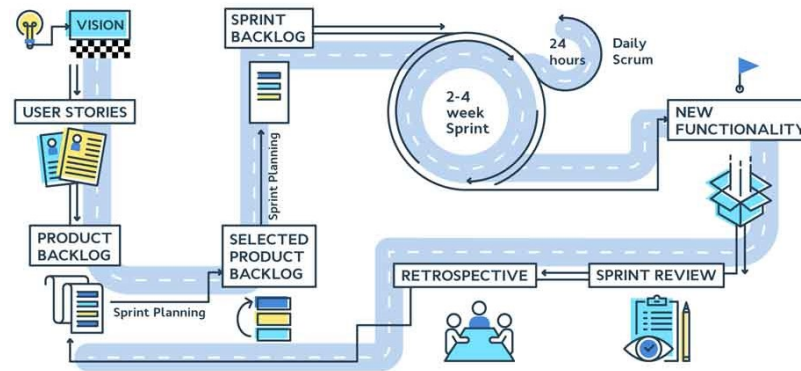 VISION
USER STORIES
PRODUCT
BACKLOG
Sprint Planning
SELECTED
PRODUCT
BACKLOG
Sprint Planning
SPRINT
BACKLOG
2-4
week
Sprint
24
hours
Daily
Scrum
NEW
FUNCTIONALITY
SPRINT REVIEW
RETROSPECTIVE